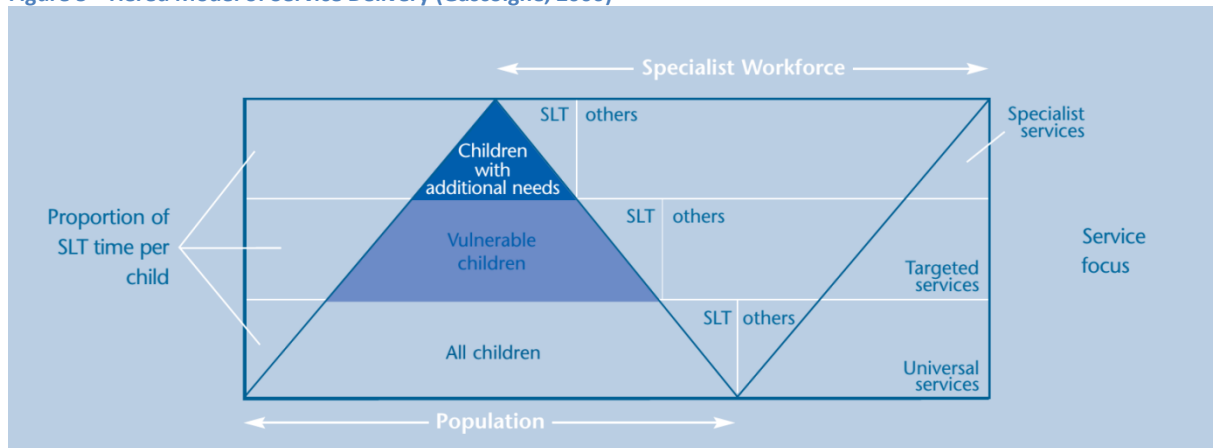 Specialist Workforce
SLT others
Specialist
services
Children
with
additional needs
Proportion of
SLT time per
child
SLT others
Vulnerable
children
Service
focus
Targeted
services
SLT others
All children
Universal
services
Population